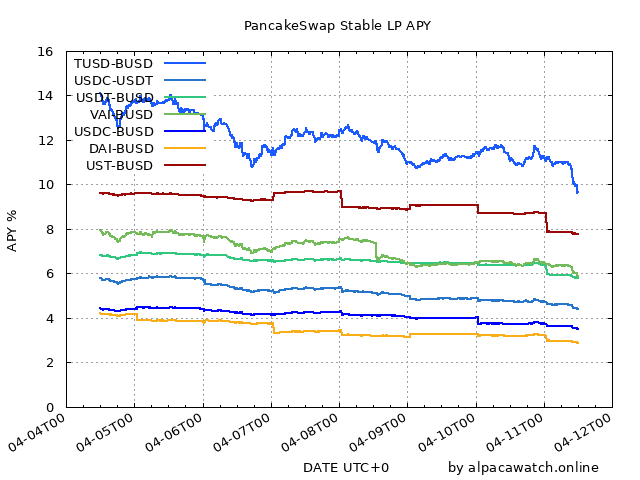 PancakeSwap Stable LP APY
16
14
12
10
8
6
4
2
0
APY %
TUSD-BUSD
USDC-USDT
USDT-BUSD
VAI-BUSD
USDC-BUSD
DAI-BUSD
UST-BUSD
04-04T00
04-05T00
04-06T00
04-07T00
04-08T00
04-09T00
04-10T00
04-11T00
04-12T00
DATE UTC+0
by alpacawatch.online